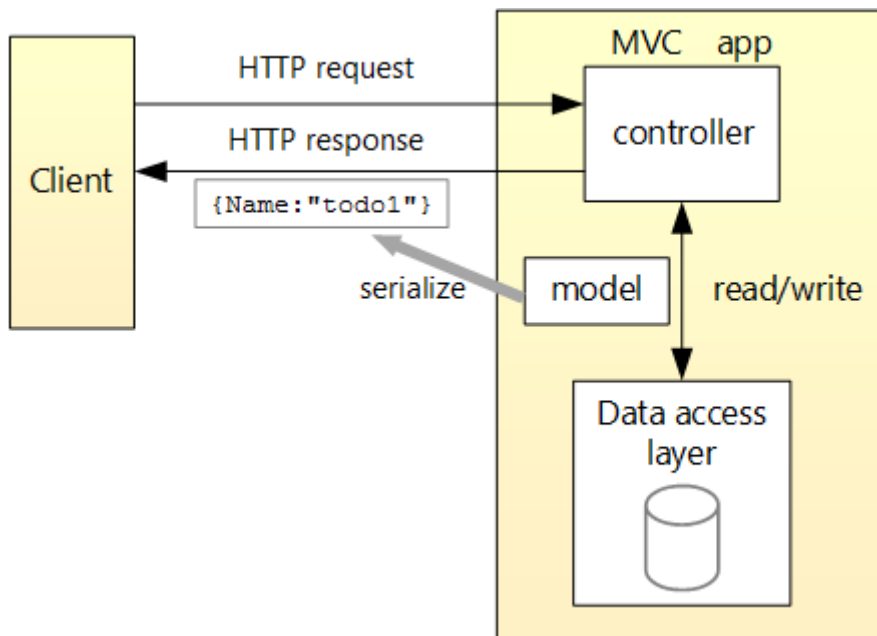 MVC app
HTTP request
controller
HTTP response
Client
{Name:"todo1"}
serialize
model
read/write
Data access
layer